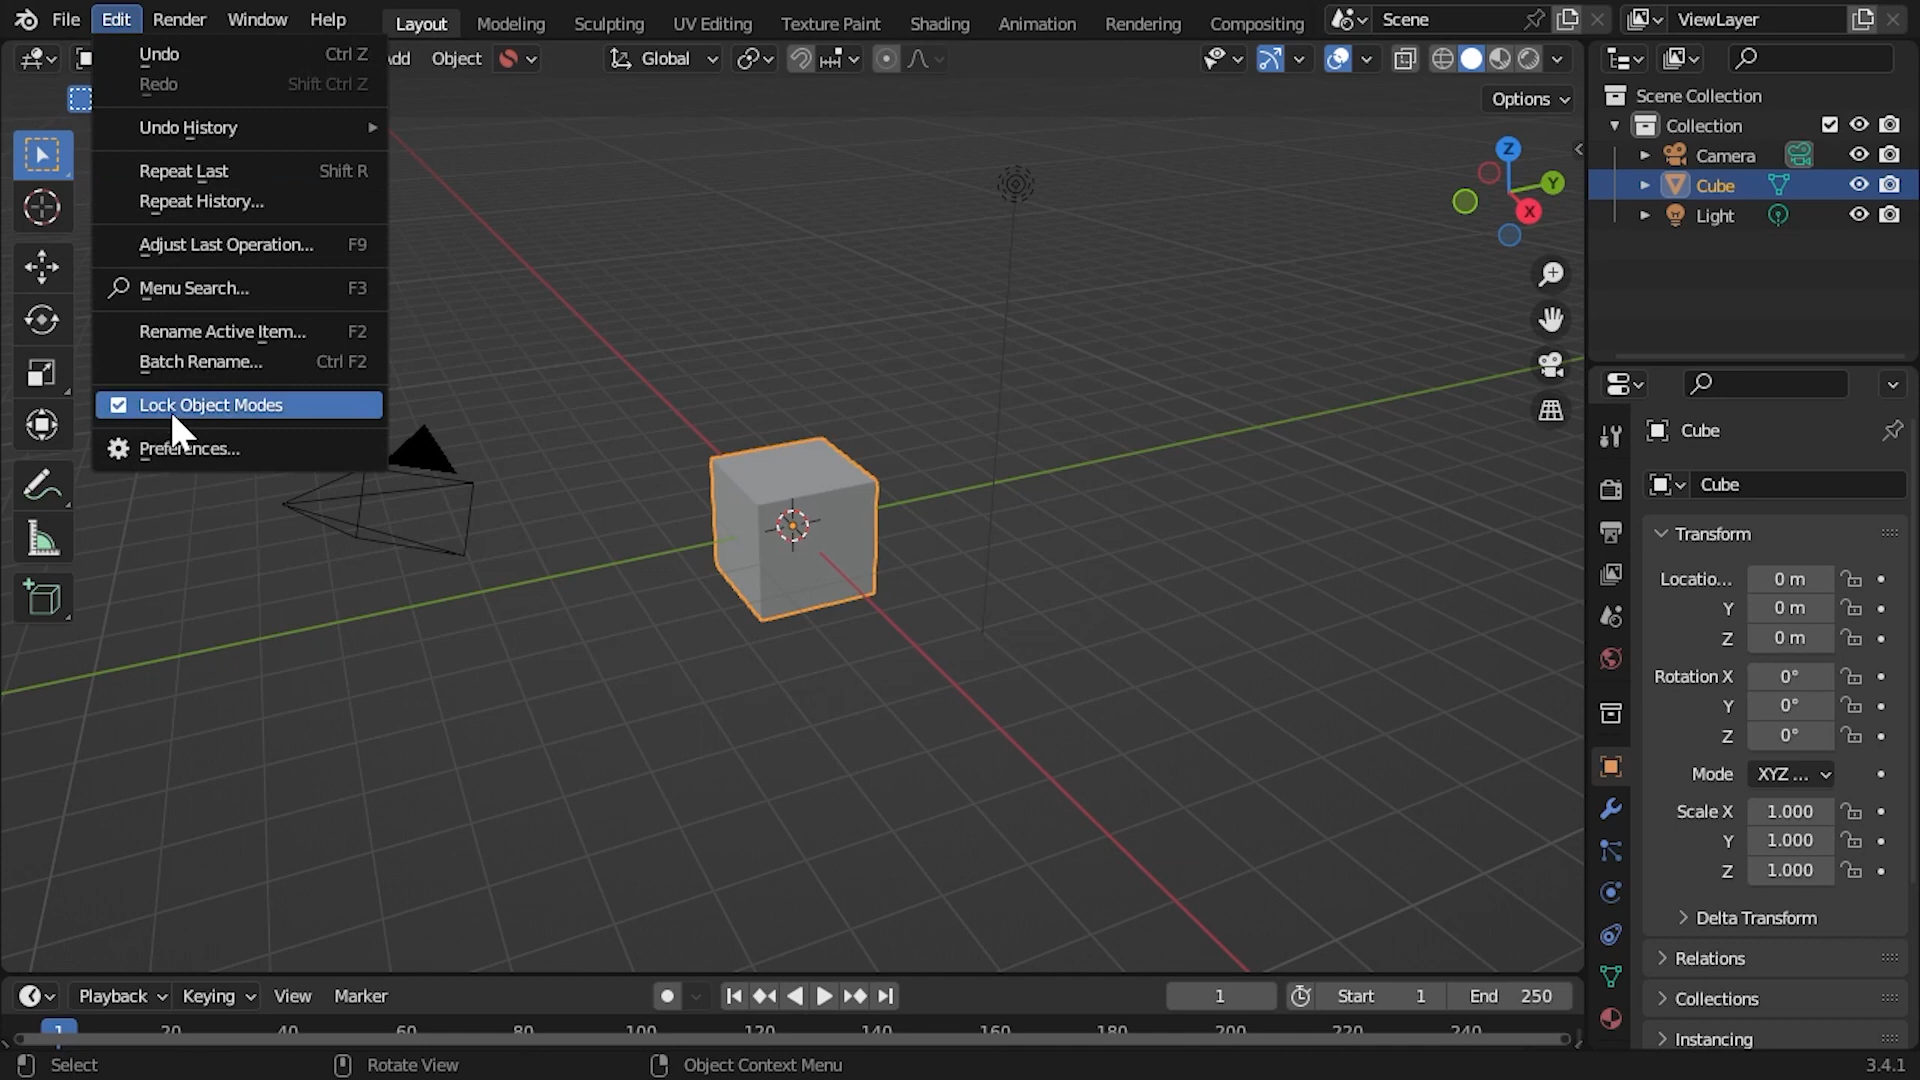 File Edit Render Window Help Layout Modeling Sculpting UV Editing Texture Paint Shading Animation Rendering Compositing Scene ViewLayer
Undo Ctrl Z
Redo Shift Ctrl Z
Undo History
Repeat Last Shift R
Repeat History...
Adjust Last Operation... F9
Menu Search... F3
Rename Active Item... F2
Batch Rename... Ctrl F2
Lock Object Modes
Preferences...
Object Global
Options
Z
Y
X
Scene Collection
Collection
Camera
Cube
Light
Cube
Cube
Transform
Locatio... 0 m
Y 0 m
Z 0 m
Rotation X 0°
Y 0°
Z 0°
Mode XYZ ...
Scale X 1.000
Y 1.000
Z 1.000
Delta Transform
Relations
Collections
Instancing
Playback Keying View Marker 1 Start 1 End 250
1 20 40 60 80 100 120 140 160 180 200 220 240
Select Rotate View Object Context Menu 3.4.1